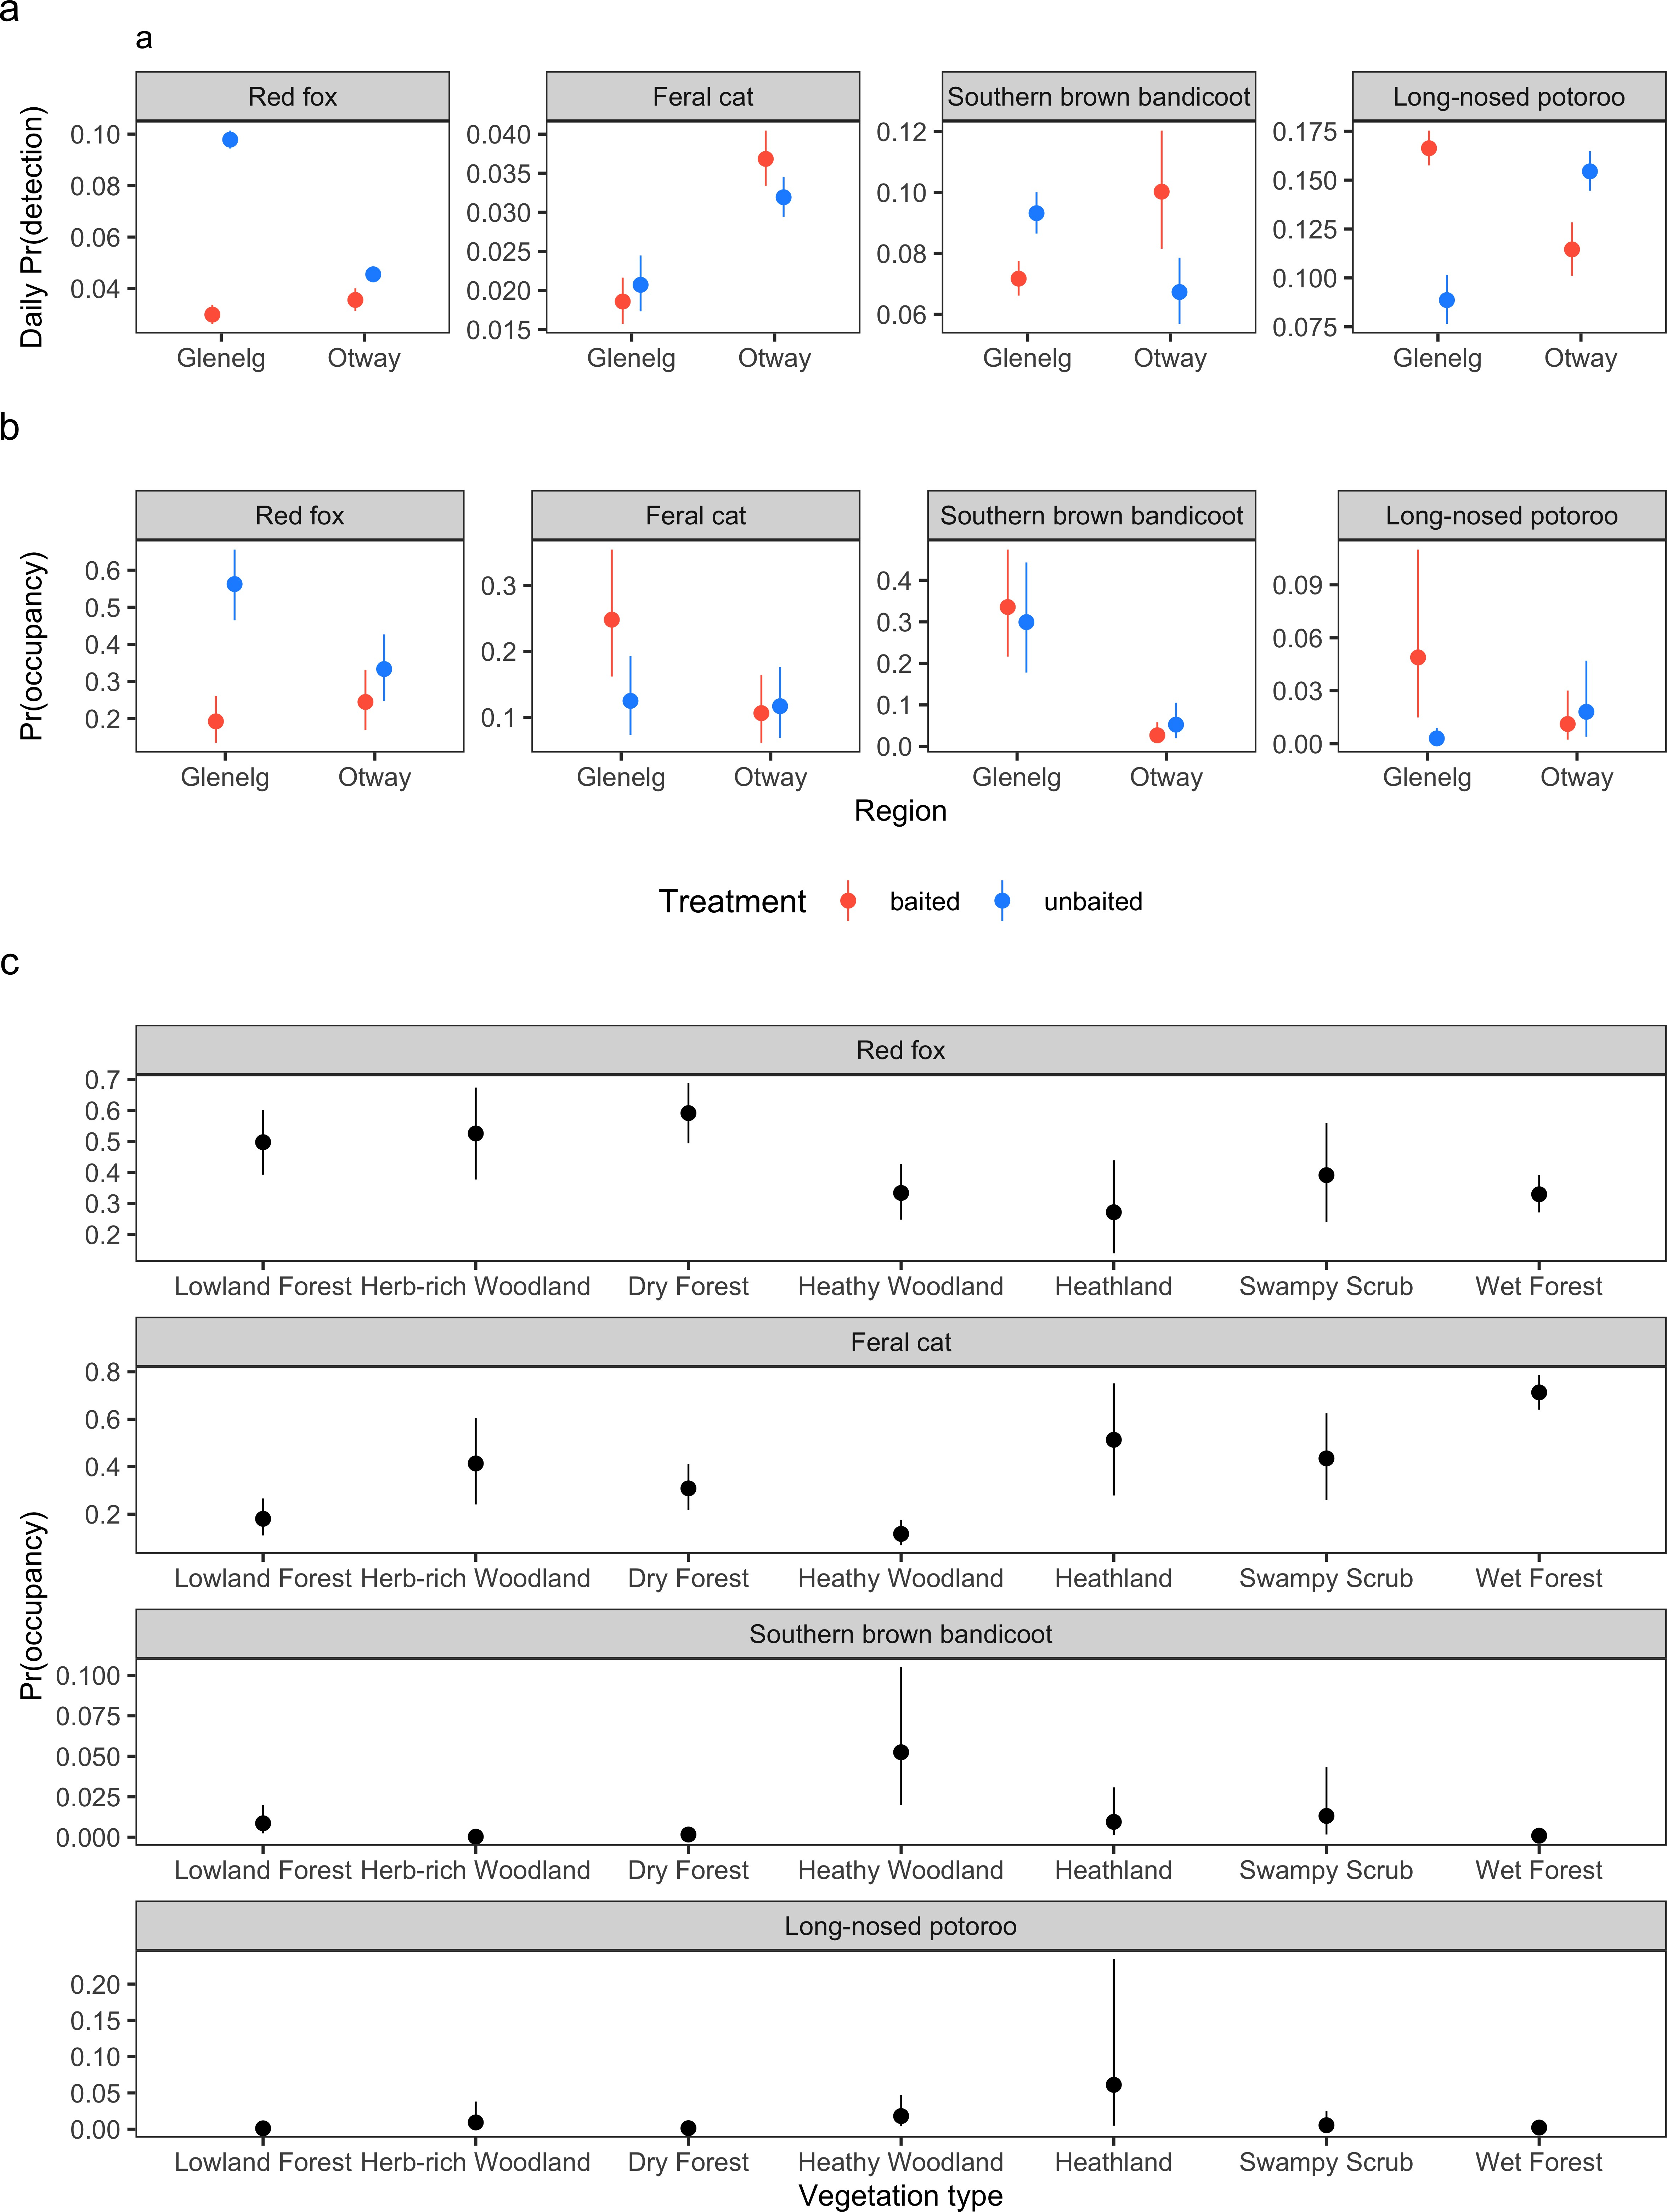 a
a
Red fox Feral cat Southern brown bandicoot Long-nosed potoroo
Daily Pr(detection)
0.10 0.08 0.06 0.04
0.040 0.035 0.030 0.025 0.020 0.015
0.12 0.10 0.08 0.06
0.175 0.150 0.125 0.100 0.075
Glenelg Otway Glenelg Otway Glenelg Otway Glenelg Otway
b
Red fox Feral cat Southern brown bandicoot Long-nosed potoroo
Pr(occupancy)
0.6 0.5 0.4 0.3 0.2
0.3 0.2 0.1
0.4 0.3 0.2 0.1 0.0
0.09 0.06 0.03 0.00
Glenelg Otway Glenelg Otway Glenelg Otway Glenelg Otway
Region
Treatment baited unbaited
c
Pr(occupancy)
Red fox
0.7
0.6
0.5
0.4
0.3
0.2
Lowland Forest Herb-rich Woodland Dry Forest Heathy Woodland Heathland Swampy Scrub Wet Forest
Feral cat
0.8
0.6
0.4
0.2
Lowland Forest Herb-rich Woodland Dry Forest Heathy Woodland Heathland Swampy Scrub Wet Forest
Southern brown bandicoot
0.100
0.075
0.050
0.025
0.000
Lowland Forest Herb-rich Woodland Dry Forest Heathy Woodland Heathland Swampy Scrub Wet Forest
Long-nosed potoroo
0.20
0.15
0.10
0.05
0.00
Lowland Forest Herb-rich Woodland Dry Forest Heathy Woodland Heathland Swampy Scrub Wet Forest
Vegetation type